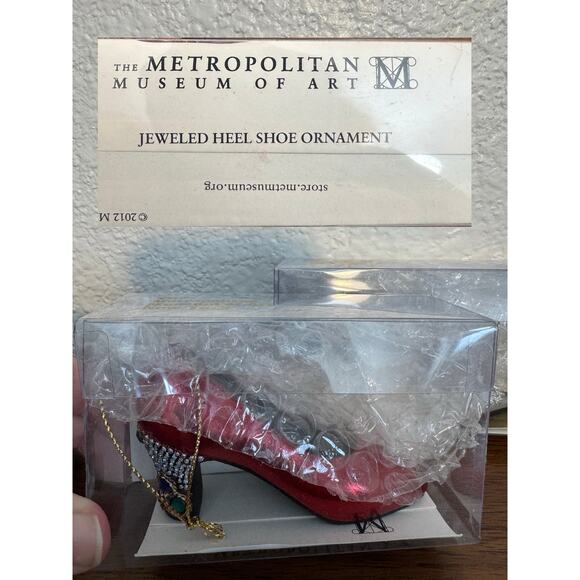 THE METROPOLITAN
MUSEUM OF ART M
JEWELED HEEL SHOE ORNAMENT
store.metmuseum.org
© 2012 M
M